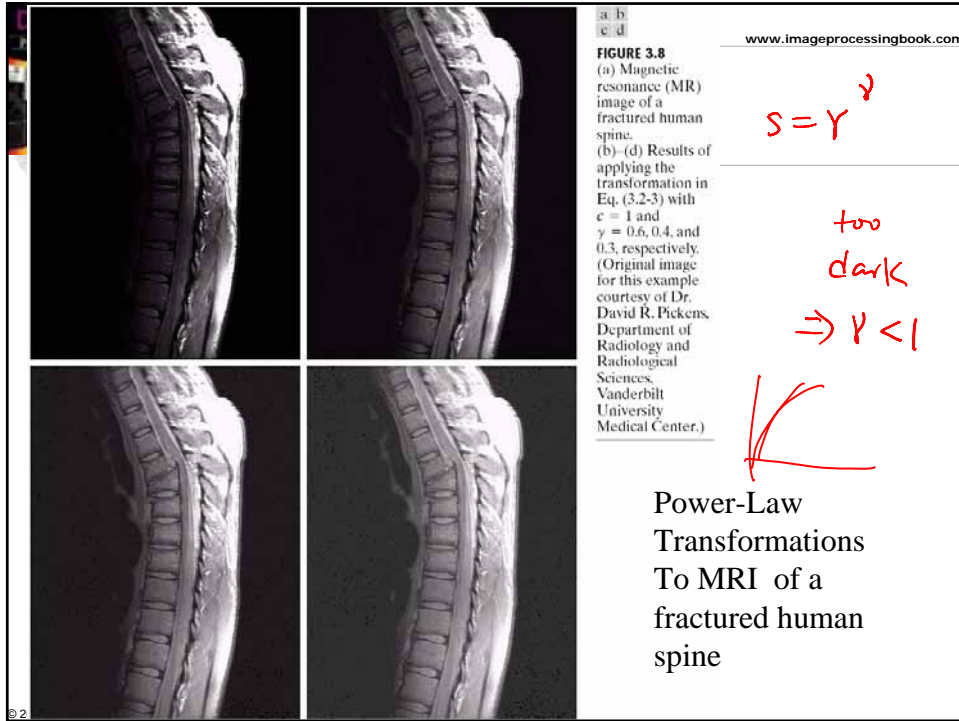 a b
c d
FIGURE 3.8
(a) Magnetic
resonance (MR)
image of a
fractured human
spine.
(b)–(d) Results of
applying the
transformation in
Eq. (3.2-3) with
c = 1 and
γ = 0.6, 0.4, and
0.3, respectively.
(Original image
for this example
courtesy of Dr.
David R. Pickens,
Department of
Radiology and
Radiological
Sciences,
Vanderbilt
University
Medical Center.)
www.imageprocessingbook.com
s = r^γ
too
dark
⇒ γ < 1
Power-Law
Transformations
To MRI of a
fractured human
spine
© 2